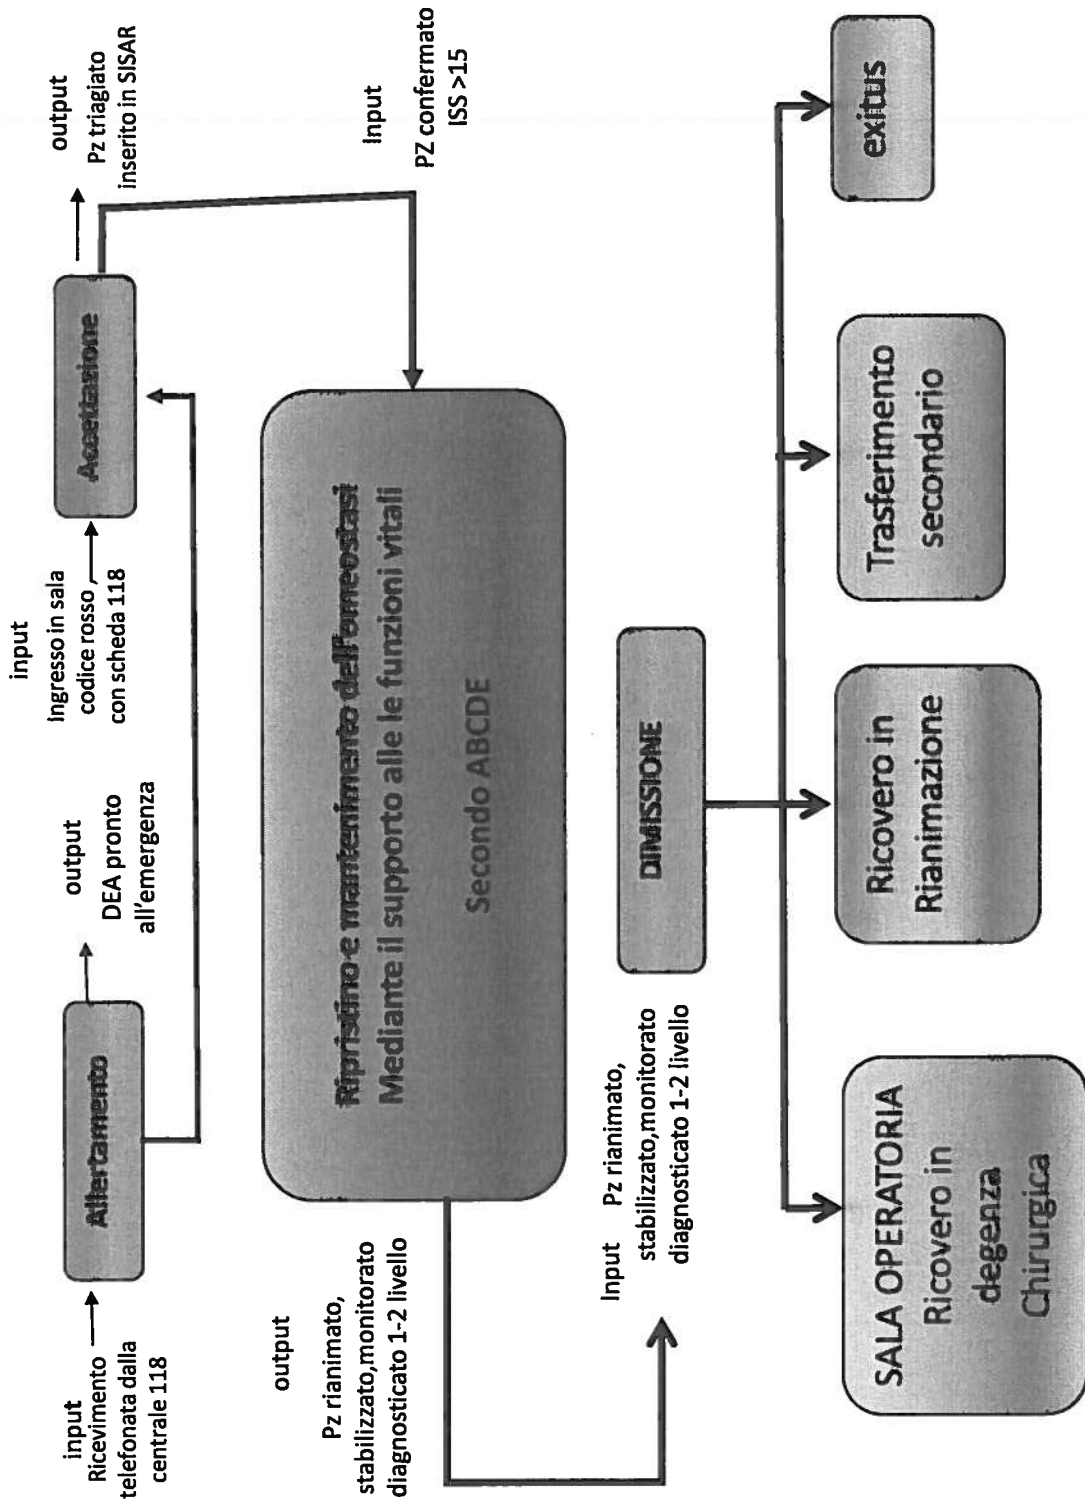 input
Ricevimento
telefonata dalla
centrale 118
Allertamento
output
DEA pronto
all'emergenza
input
Ingresso in sala
codice rosso
con scheda 118
Accettazione
output
Pz triagiato
inserito in SISAR
Input
PZ confermato
ISS >15
Ripristino e mantenimento dell'omeostasi
Mediante il supporto alle le funzioni vitali
Secondo ABCDE
output
Pz rianimato,
stabilizzato,monitorato
diagnosticato 1-2 livello
Input Pz rianimato,
stabilizzato,monitorato
diagnosticato 1-2 livello
DIMISSIONE
SALA OPERATORIA
Ricovero in
degenza
Chirurgica
Ricovero in
Rianimazione
Trasferimento
secondario
exitus